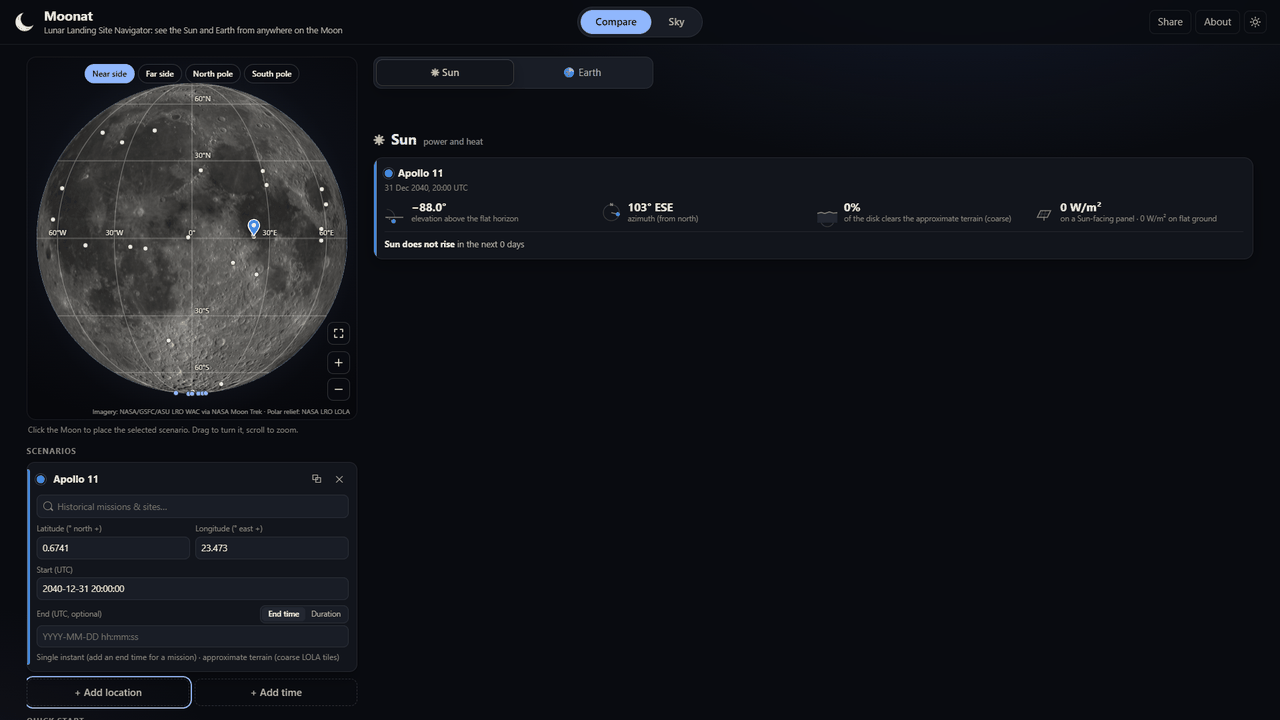 Moonat
Lunar Landing Site Navigator: see the Sun and Earth from anywhere on the Moon
Compare
Sky
Share
About
Near side
Far side
North pole
South pole
60°N
30°N
60°W
30°W
0°
30°E
60°E
30°S
60°S
Imagery: NASA/GSFC/ASU LRO WAC via NASA Moon Trek · Polar relief: NASA LRO LOLA
Click the Moon to place the selected scenario. Drag to turn it, scroll to zoom.
SCENARIOS
Apollo 11
Historical missions & sites...
Latitude (° north +)
Longitude (° east +)
0.6741
23.473
Start (UTC)
2040-12-31 20:00:00
End (UTC, optional)
End time
Duration
YYYY-MM-DD hh:mm:ss
Single instant (add an end time for a mission) · approximate terrain (coarse LOLA tiles)
+ Add location
+ Add time
QUICK START
Sun
Earth
Sun power and heat
Apollo 11
31 Dec 2040, 20:00 UTC
−88.0°
elevation above the flat horizon
103° ESE
azimuth (from north)
0%
of the disk clears the approximate terrain (coarse)
0 W/m²
on a Sun-facing panel · 0 W/m² on flat ground
Sun does not rise in the next 0 days